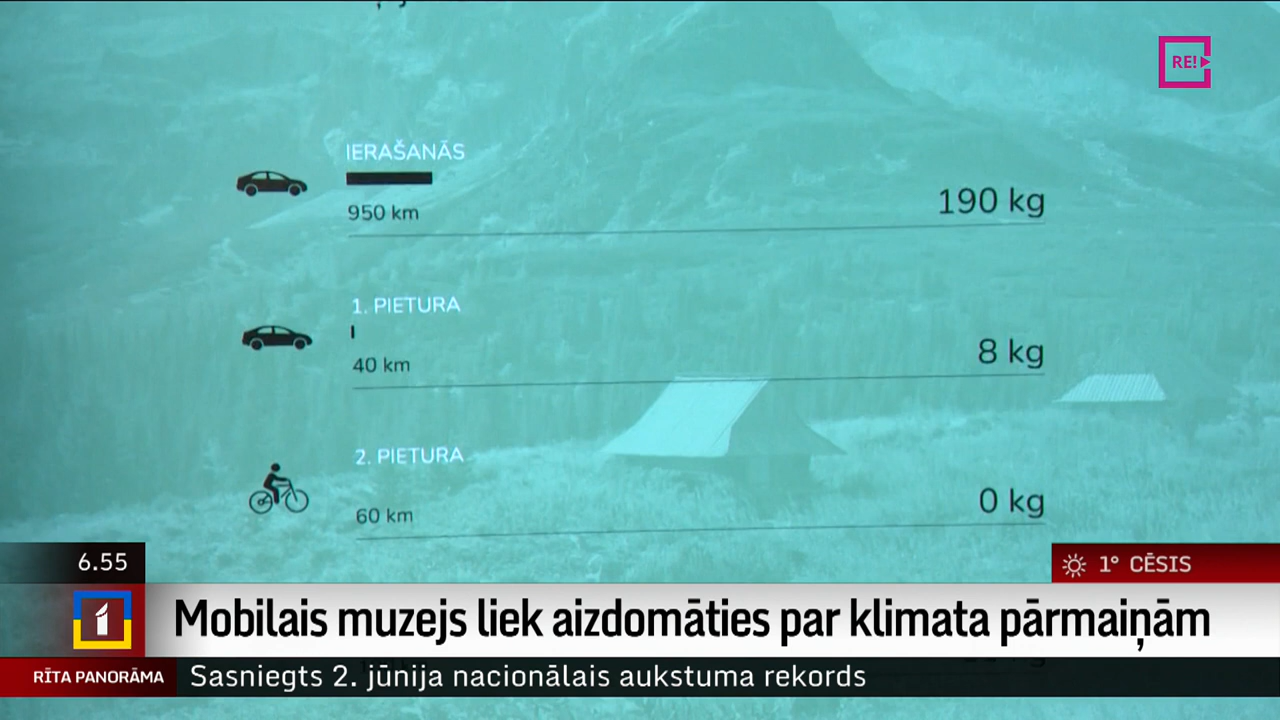 RE!
IERAŠANĀS
950 km
190 kg
1. PIETURA
40 km
8 kg
2. PIETURA
60 km
0 kg
6.55
1° CĒSIS
1
Mobilais muzejs liek aizdomāties par klimata pārmaiņām
RĪTA PANORĀMA
Sasniegts 2. jūnija nacionālais aukstuma rekords